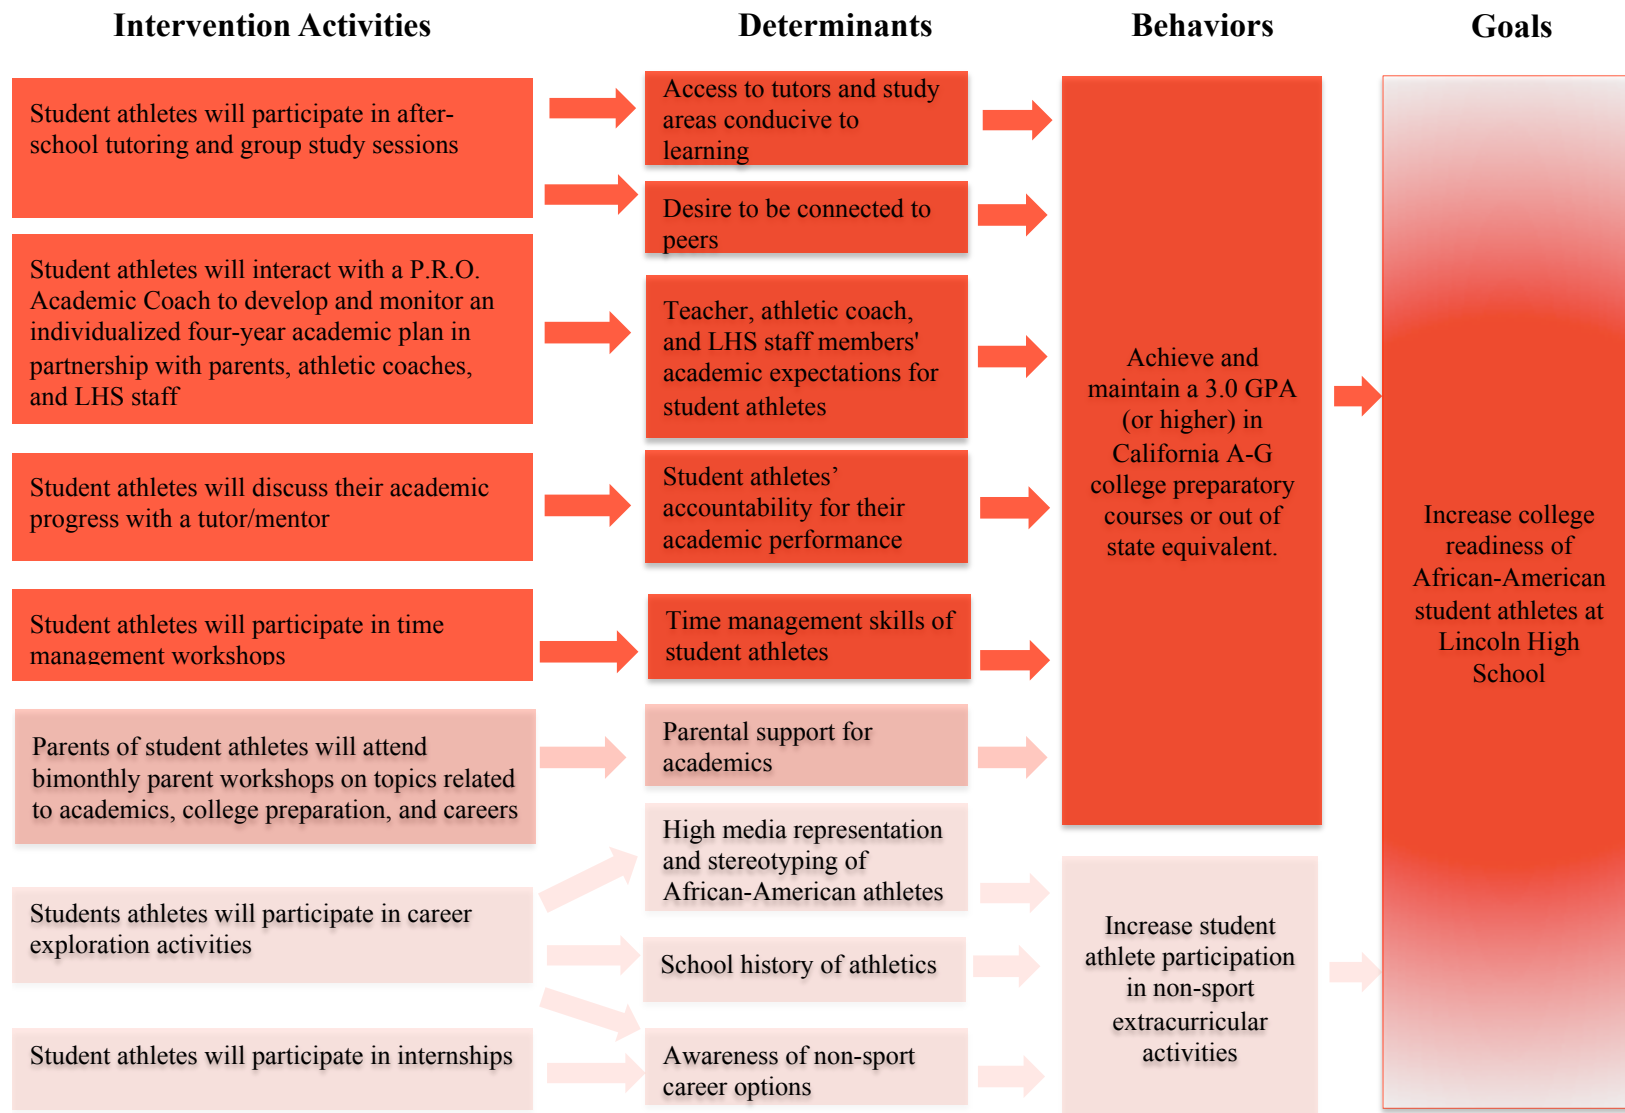 Intervention Activities
Determinants
Behaviors
Goals
Student athletes will participate in after-
school tutoring and group study sessions
Student athletes will interact with a P.R.O.
Academic Coach to develop and monitor an
individualized four-year academic plan in
partnership with parents, athletic coaches,
and LHS staff
Student athletes will discuss their academic
progress with a tutor/mentor
Student athletes will participate in time
management workshops
Parents of student athletes will attend
bimonthly parent workshops on topics related
to academics, college preparation, and careers
Students athletes will participate in career
exploration activities
Student athletes will participate in internships
Access to tutors and study
areas conducive to
learning
Desire to be connected to
peers
Teacher, athletic coach,
and LHS staff members'
academic expectations for
student athletes
Student athletes’
accountability for their
academic performance
Time management skills of
student athletes
Parental support for
academics
High media representation
and stereotyping of
African-American athletes
School history of athletics
Awareness of non-sport
career options
Achieve and
maintain a 3.0 GPA
(or higher) in
California A-G
college preparatory
courses or out of
state equivalent.
Increase student
athlete participation
in non-sport
extracurricular
activities
Increase college
readiness of
African-American
student athletes at
Lincoln High
School